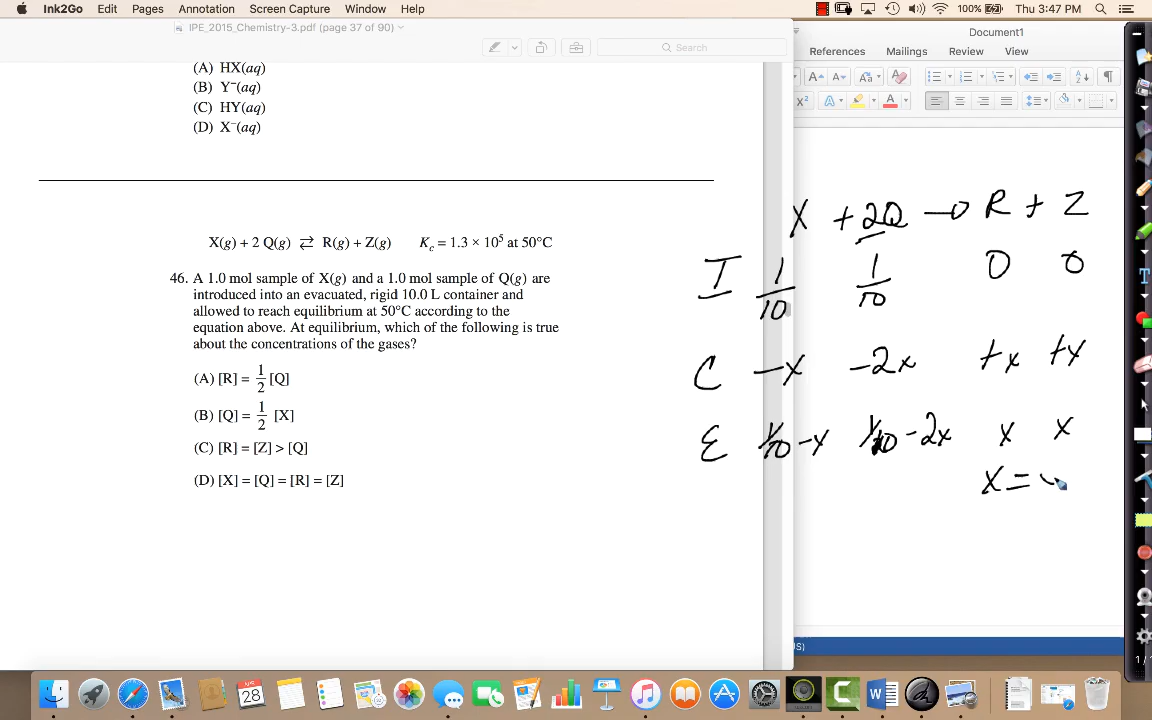 Ink2Go File Edit Pages Annotation Screen Capture Window Help 100% Thu 3:47 PM
IPE_2015_Chemistry-3.pdf (page 37 of 90)
Document1
Search
References Mailings Review View
(A) HX(aq)
(B) Y⁻(aq)
(C) HY(aq)
(D) X⁻(aq)
X(g) + 2 Q(g) ⇄ R(g) + Z(g) K꜀ = 1.3 × 10⁵ at 50°C
46. A 1.0 mol sample of X(g) and a 1.0 mol sample of Q(g) are
introduced into an evacuated, rigid 10.0 L container and
allowed to reach equilibrium at 50°C according to the
equation above. At equilibrium, which of the following is true
about the concentrations of the gases?
(A) [R] = 1/2 [Q]
(B) [Q] = 1/2 [X]
(C) [R] = [Z] > [Q]
(D) [X] = [Q] = [R] = [Z]
X + 2Q → R + Z
I 1/10 1/10 0 0
C -x -2x +x +x
E 1/10 -x 1/10 -2x x x
x =
US)
APR 28
1 /